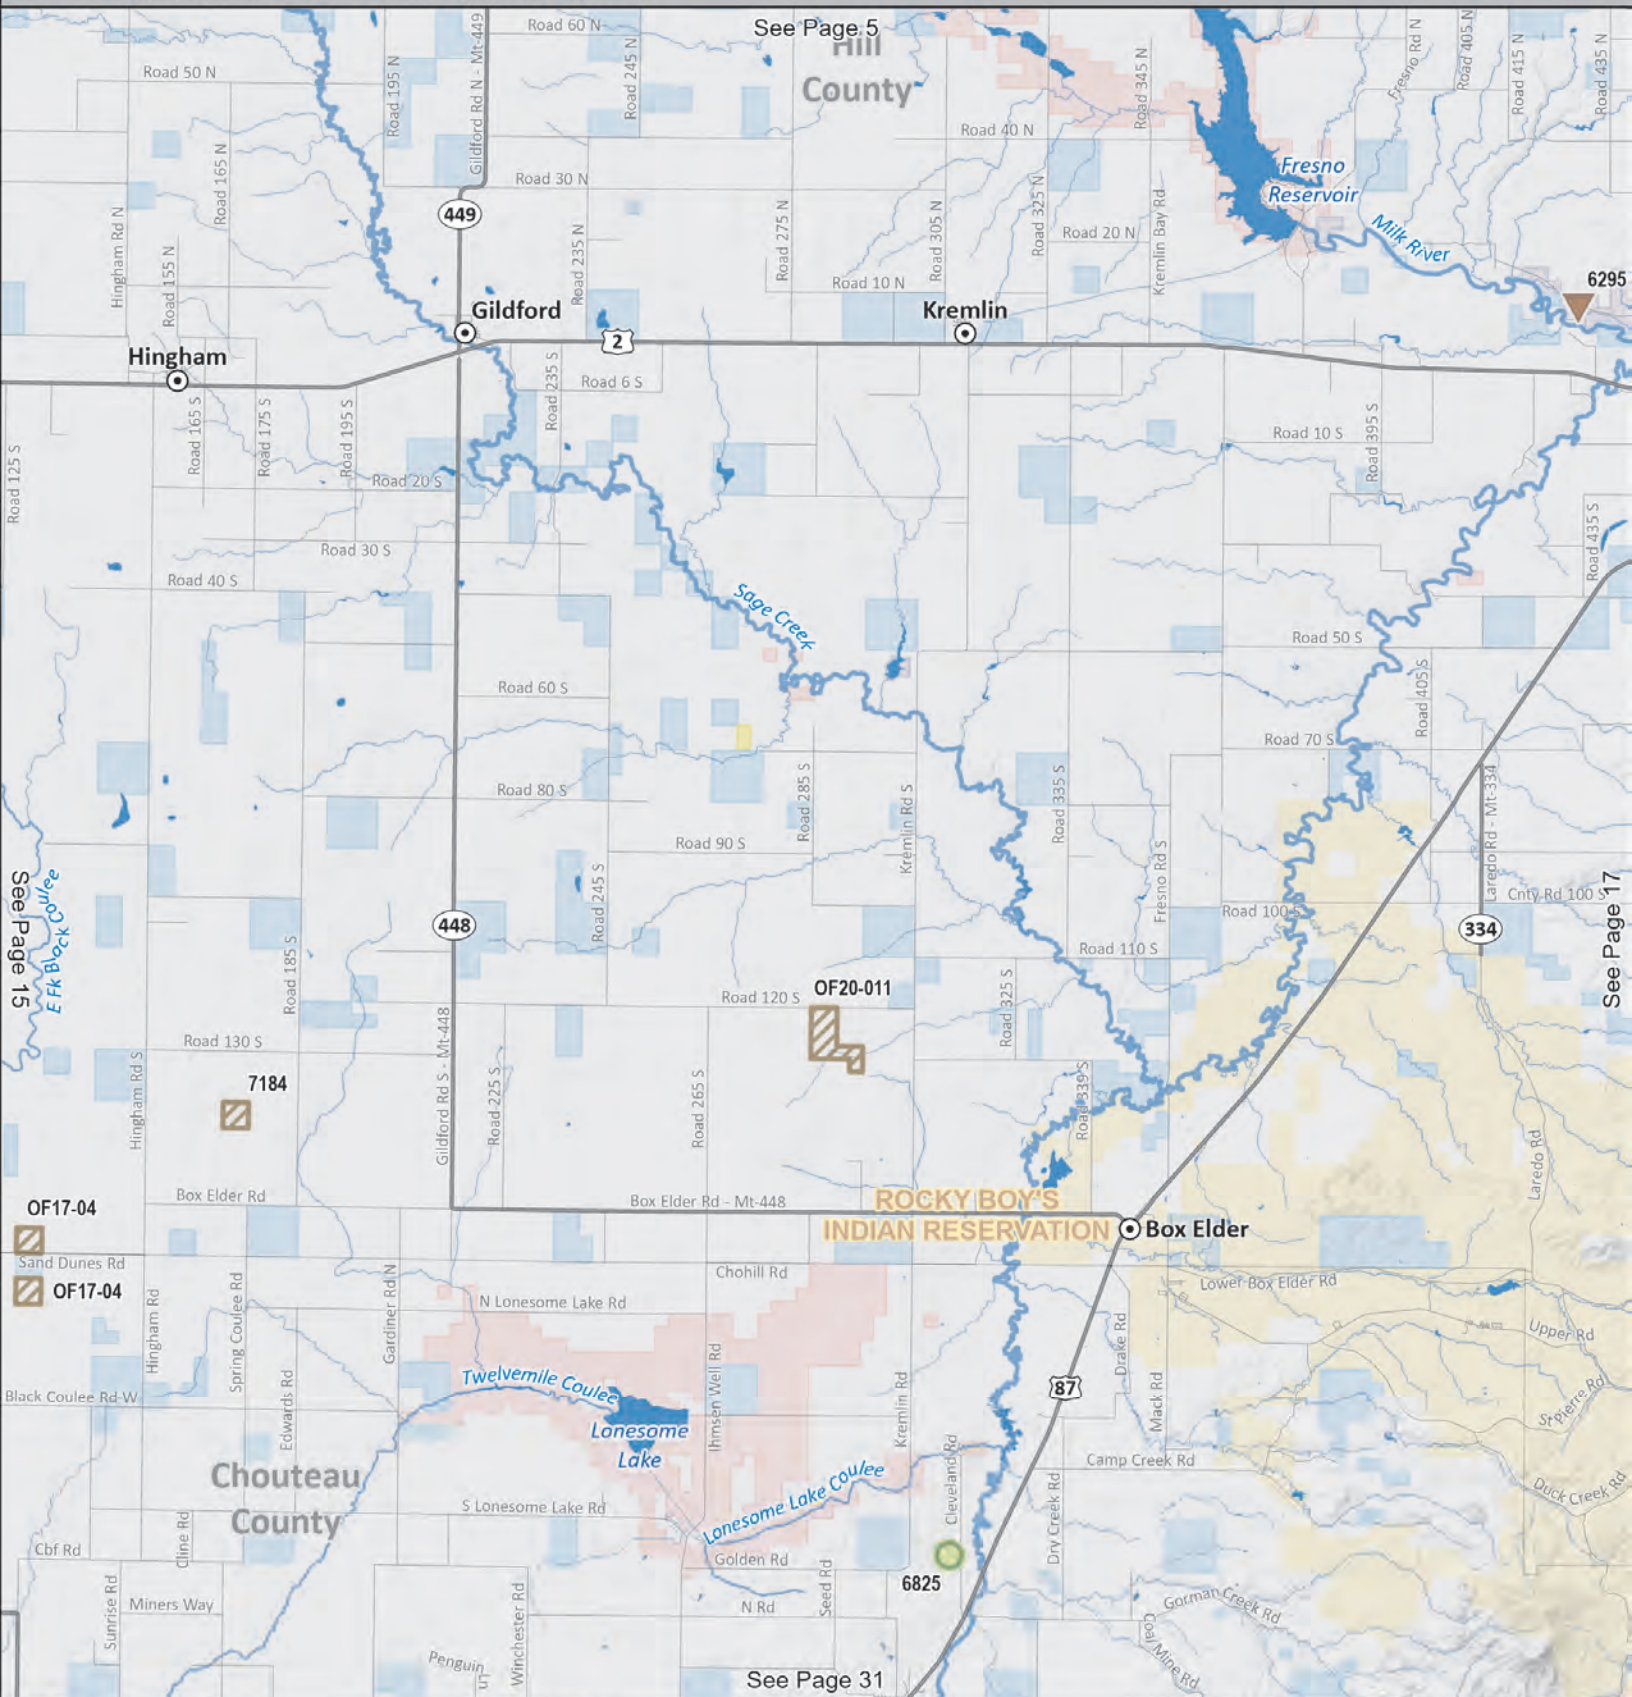 See Page 5
Hill
County
Road 60 N
Road 50 N
Road 195 N
Gildford Rd N - Mt-449
Road 245 N
Road 345 N
Fresno Rd N
Road 405 N
Road 415 N
Road 435 N
Road 40 N
Road 165 N
Road 30 N
Fresno
Reservoir
449
Hingham Rd N
Road 155 N
Road 235 N
Road 275 N
Road 305 N
Road 325 N
Road 20 N
Kremlin Bay Rd
Milk River
Road 10 N
6295
Gildford
Kremlin
2
Hingham
Road 235 S
Road 6 S
Road 125 S
Road 165 S
Road 175 S
Road 195 S
Road 20 S
Road 10 S
Road 395 S
Road 30 S
Road 435 S
Road 40 S
Sage Creek
Road 50 S
Road 60 S
Road 405 S
Road 70 S
Road 80 S
Road 285 S
Kremlin Rd S
Road 335 S
Laredo Rd - Mt-334
Road 90 S
Fresno Rd S
See Page 15
E Fk Black Coulee
Road 245 S
Road 100 S
Cnty Rd 100 S
See Page 17
448
334
Road 185 S
Road 110 S
OF20-011
Road 120 S
Road 325 S
Road 130 S
Hingham Rd S
7184
Gildford Rd S - Mt-448
Road 225 S
Road 265 S
Road 339 S
Laredo Rd
Box Elder Rd
Box Elder Rd - Mt-448
ROCKY BOY'S
INDIAN RESERVATION
Box Elder
OF17-04
Sand Dunes Rd
OF17-04
Chohill Rd
Lower Box Elder Rd
Hingham Rd
Spring Coulee Rd
Gardiner Rd N
N Lonesome Lake Rd
Drake Rd
Upper Rd
Black Coulee Rd W
Edwards Rd
Twelvemile Coulee
Ihmsen Well Rd
Kremlin Rd
87
Mack Rd
St Pierre Rd
Lonesome
Lake
Chouteau
County
Camp Creek Rd
Cleveland Rd
Lonesome Lake Coulee
S Lonesome Lake Rd
Dry Creek Rd
Duck Creek Rd
Cbf Rd
Cline Rd
Golden Rd
6825
Sunrise Rd
Miners Way
Winchester Rd
N Rd
Seed Rd
Gorman Creek Rd
Coal Mine Rd
Penguin Ln
See Page 31